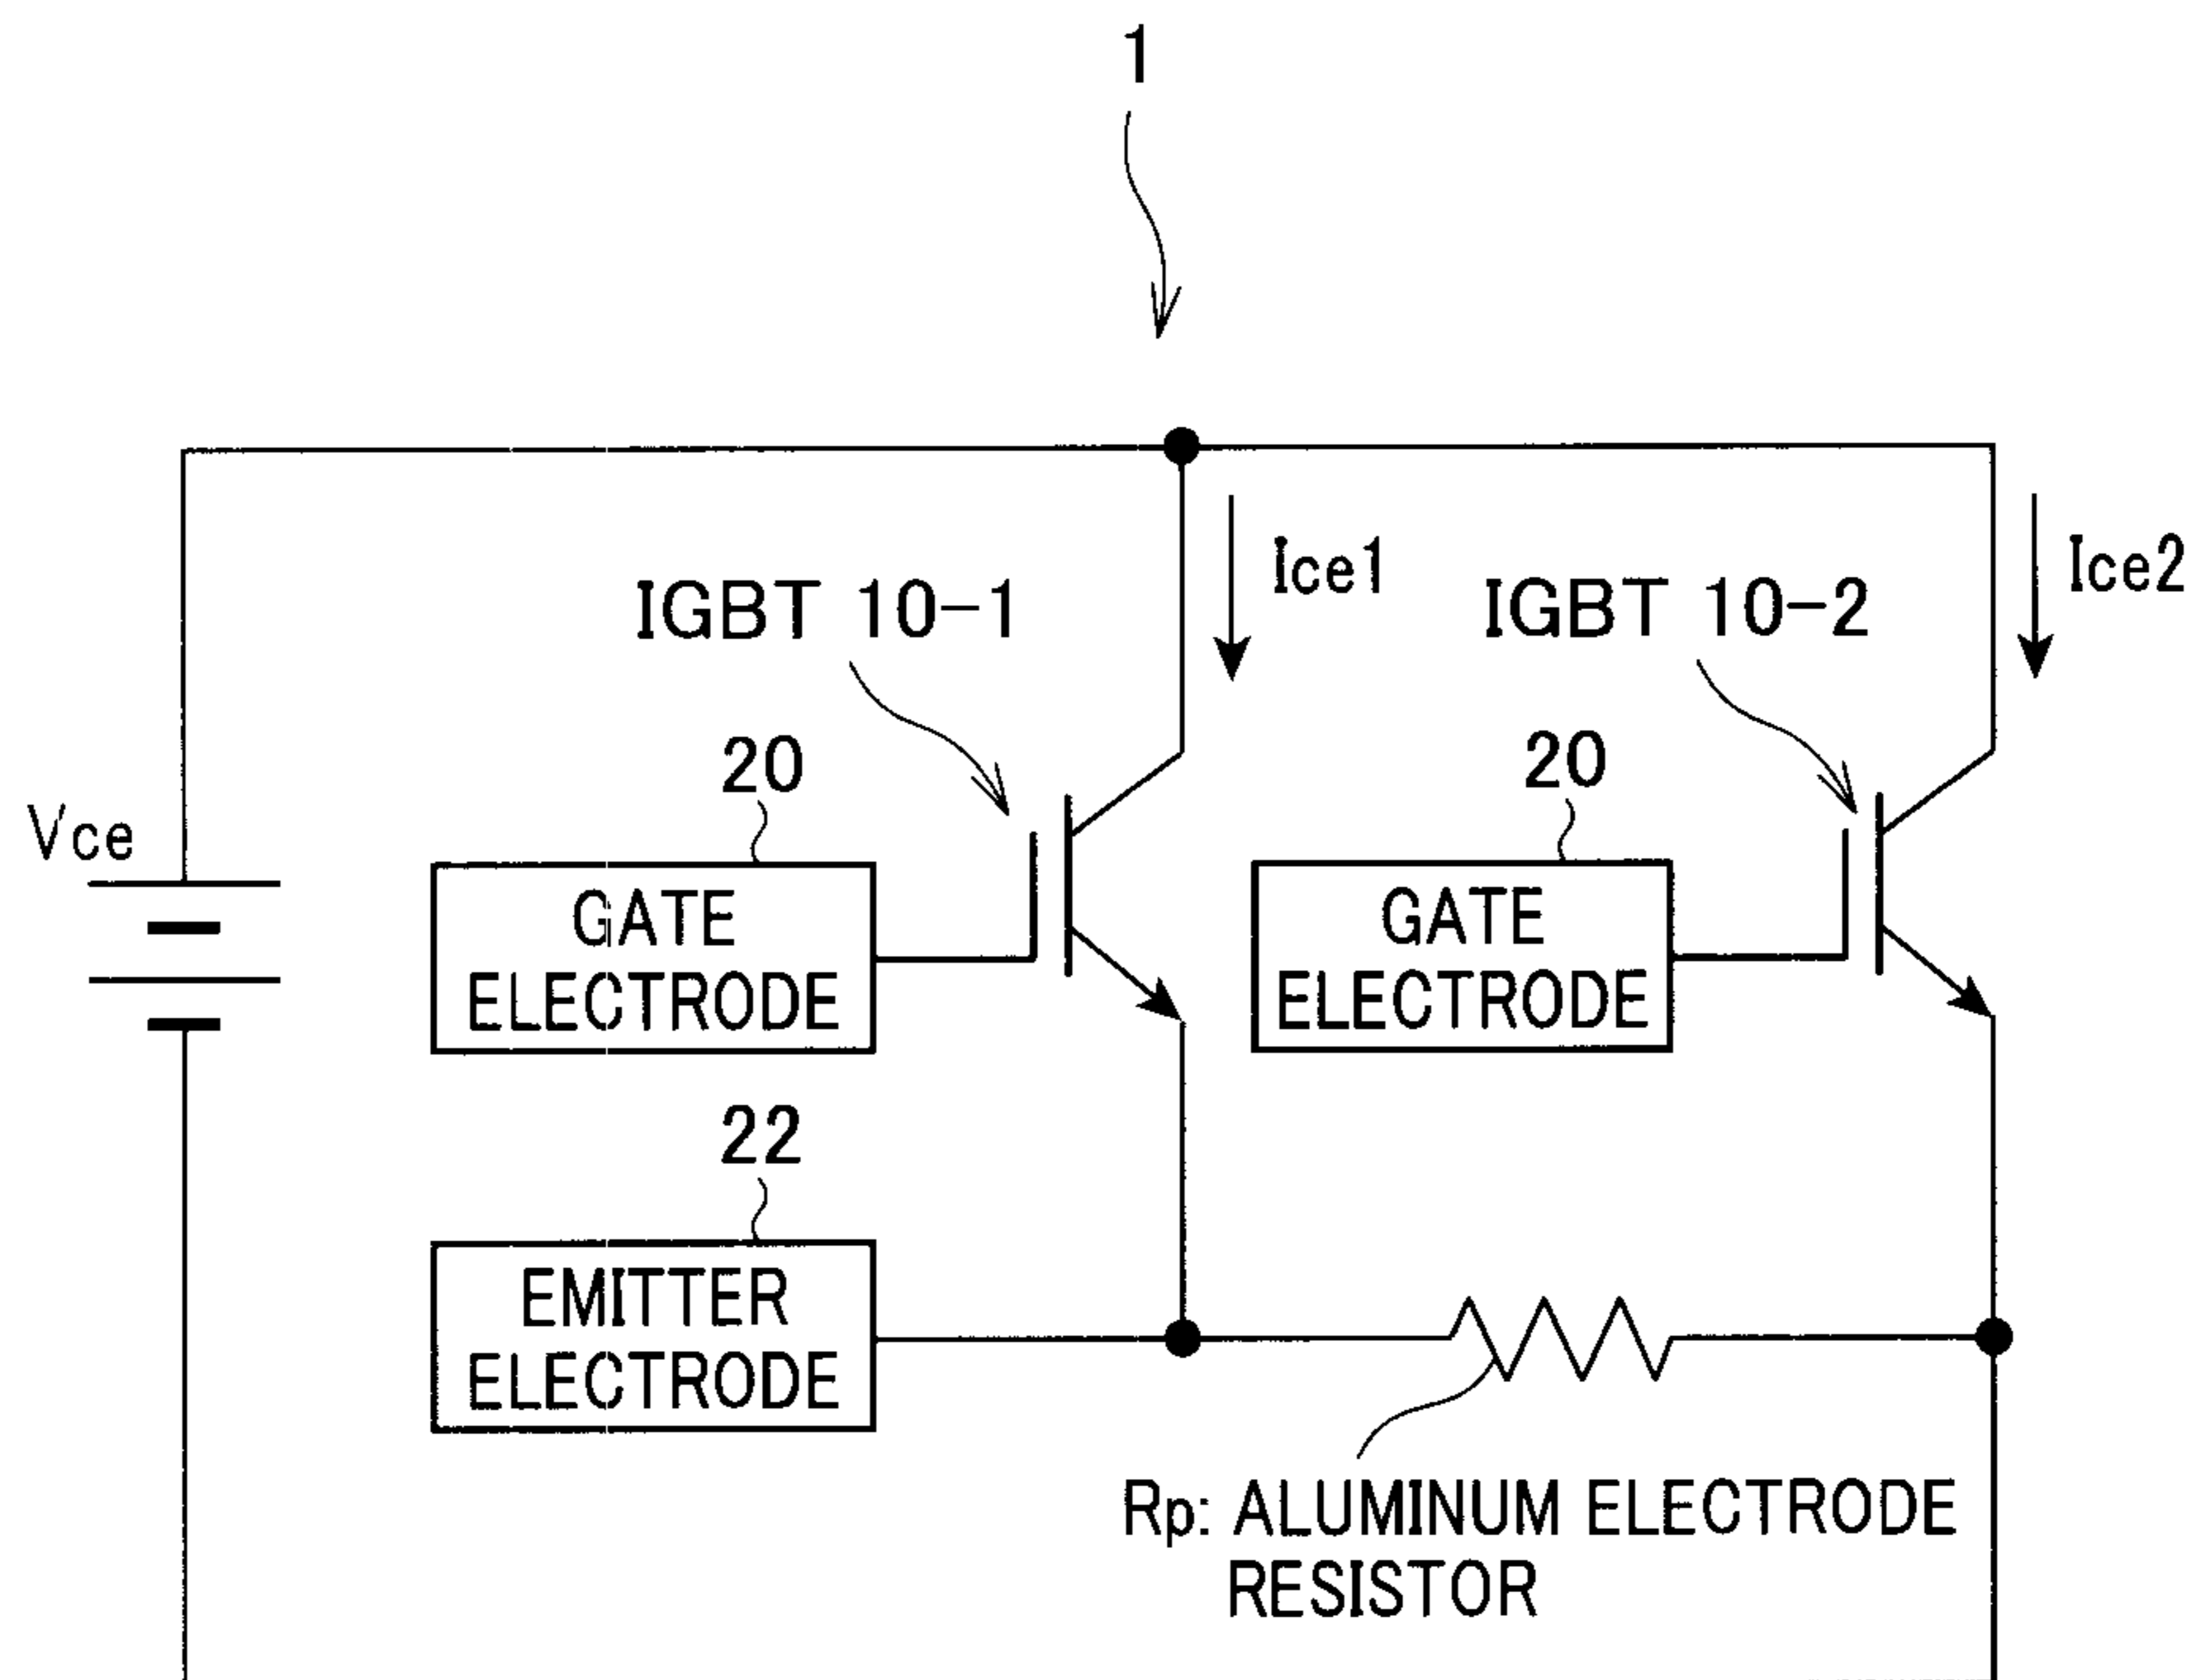 1
Ice1
Ice2
IGBT 10-1
IGBT 10-2
20
20
Vce
GATE
ELECTRODE
GATE
ELECTRODE
22
EMITTER
ELECTRODE
Rp: ALUMINUM ELECTRODE
RESISTOR